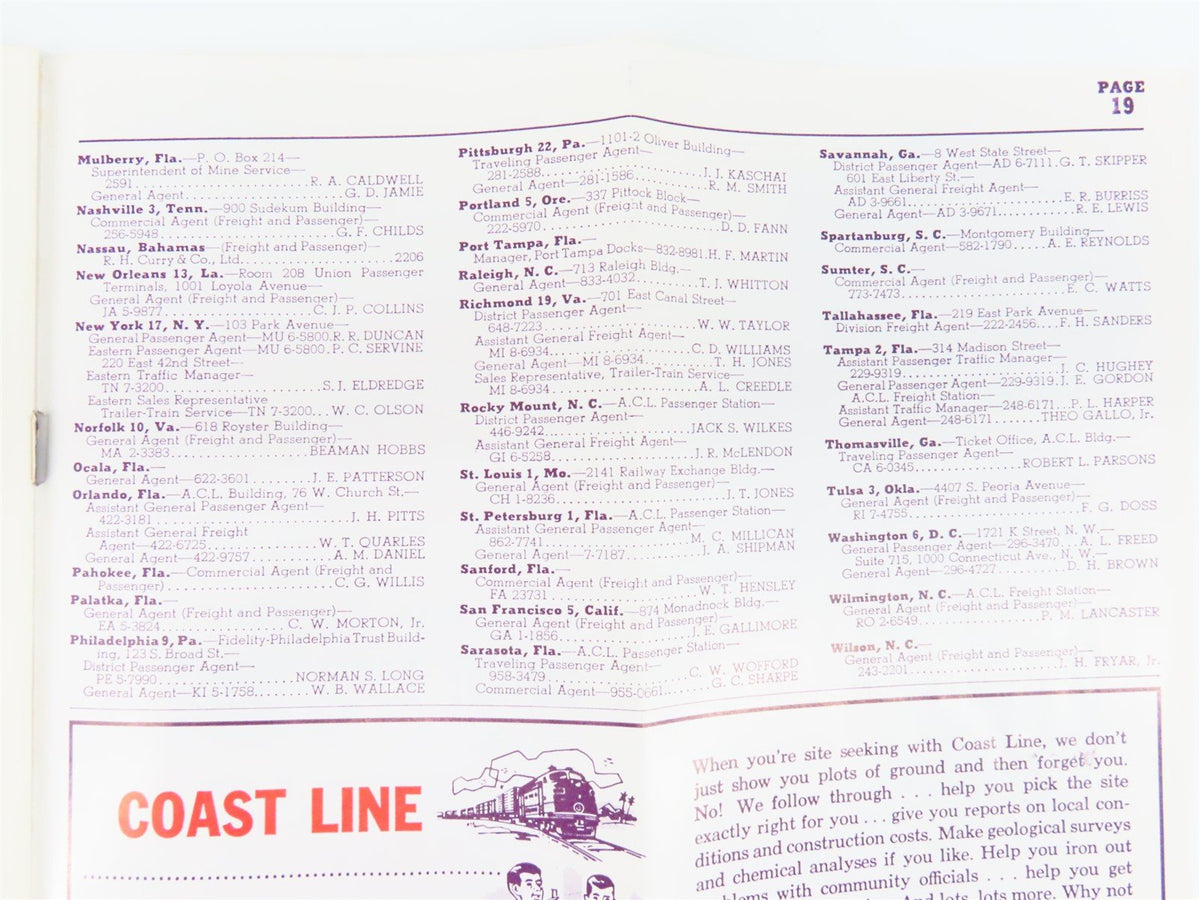 PAGE
19
Mulberry, Fla.—P. O. Box 214—
Superintendent of Mine Service—
2591..............................R. A. CALDWELL
General Agent........................G. D. JAMIE
Nashville 3, Tenn.—900 Sudekum Building—
Commercial Agent (Freight and Passenger)—
256-5948.............................G. F. CHILDS
Nassau, Bahamas—(Freight and Passenger)—
R. H. Curry & Co., Ltd.........................2206
New Orleans 13, La.—Room 208 Union Passenger
Terminals, 1001 Loyola Avenue—
General Agent (Freight and Passenger)—
JA 5-9877.........................C. J. P. COLLINS
New York 17, N. Y.—103 Park Avenue—
General Passenger Agent—MU 6-5800.R. R. DUNCAN
Eastern Passenger Agent—MU 6-5800.P. C. SERVINE
220 East 42nd Street—
Eastern Traffic Manager—
TN 7-3200..........................S. J. ELDREDGE
Eastern Sales Representative
Trailer-Train Service—TN 7-3200...W. C. OLSON
Norfolk 10, Va.—618 Royster Building—
General Agent (Freight and Passenger)—
MA 2-3383.........................BEAMAN HOBBS
Ocala, Fla.—
General Agent—622-3601.........J. E. PATTERSON
Orlando, Fla.—A.C.L. Building, 76 W. Church St.—
Assistant General Passenger Agent—
422-3181.............................J. H. PITTS
Assistant General Freight
Agent—422-6725................W. T. QUARLES
General Agent—422-9757............A. M. DANIEL
Pahokee, Fla.—Commercial Agent (Freight and
Passenger)........................C. G. WILLIS
Palatka, Fla.—
General Agent (Freight and Passenger)—
EA 5-3824....................C. W. MORTON, Jr.
Philadelphia 9, Pa.—Fidelity-Philadelphia Trust Build-
ing, 123 S. Broad St.—
District Passenger Agent—
PE 5-7990......................NORMAN S. LONG
General Agent—KI 5-1758........W. B. WALLACE
Pittsburgh 22, Pa.—1101-2 Oliver Building—
Traveling Passenger Agent—
281-2588..........................J. J. KASCHAI
General Agent—281-1586............R. M. SMITH
Portland 5, Ore.—337 Pittock Block—
Commercial Agent (Freight and Passenger)—
222-5970............................D. D. FANN
Port Tampa, Fla.—
Manager, Port Tampa Docks—832-8981.H. F. MARTIN
Raleigh, N. C.—713 Raleigh Bldg.—
General Agent—833-4032...........T. J. WHITTON
Richmond 19, Va.—701 East Canal Street—
District Passenger Agent—
648-7223.........................W. W. TAYLOR
Assistant General Freight Agent—
MI 8-6934........................C. D. WILLIAMS
General Agent—MI 8-6934............T. H. JONES
Sales Representative, Trailer-Train Service—
MI 8-6934.........................A. L. CREEDLE
Rocky Mount, N. C.—A.C.L. Passenger Station—
District Passenger Agent—
446-9242.........................JACK S. WILKES
Assistant General Freight Agent—
GI 6-5258.......................J. R. McLENDON
St. Louis 1, Mo.—2141 Railway Exchange Bldg.—
General Agent (Freight and Passenger)—
CH 1-8236............................J. T. JONES
St. Petersburg 1, Fla.—A.C.L. Passenger Station—
Assistant General Passenger Agent—
862-7741........................M. C. MILLICAN
General Agent—7-7187..............J. A. SHIPMAN
Sanford, Fla.—
Commercial Agent (Freight and Passenger)—
FA 23731.........................W. T. HENSLEY
San Francisco 5, Calif.—874 Monadnock Bldg.—
General Agent (Freight and Passenger)—
GA 1-1856.......................J. E. GALLIMORE
Sarasota, Fla.—A.C.L. Passenger Station—
Traveling Passenger Agent—
958-3479.........................C. W. WOFFORD
Commercial Agent—955-0661........G. C. SHARPE
Savannah, Ga.—8 West State Street—
District Passenger Agent—AD 6-7111.G. T. SKIPPER
601 East Liberty St.—
Assistant General Freight Agent—
AD 3-9661..........................E. R. BURRISS
General Agent—AD 3-9671............R. E. LEWIS
Spartanburg, S. C.—Montgomery Building—
Commercial Agent—582-1790.....A. E. REYNOLDS
Sumter, S. C.—
Commercial Agent (Freight and Passenger)—
773-7473............................E. C. WATTS
Tallahassee, Fla.—219 East Park Avenue—
Division Freight Agent—222-2456....F. H. SANDERS
Tampa 2, Fla.—314 Madison Street—
Assistant Passenger Traffic Manager—
229-9319..........................J. C. HUGHEY
General Passenger Agent—229-9319.J. E. GORDON
A.C.L. Freight Station—
Assistant Traffic Manager—248-6171...P. L. HARPER
General Agent—248-6171........THEO GALLO, Jr.
Thomasville, Ga.—Ticket Office, A.C.L. Bldg.—
Traveling Passenger Agent—
CA 6-0345....................ROBERT L. PARSONS
Tulsa 3, Okla.—4407 S. Peoria Avenue—
General Agent (Freight and Passenger)—
RI 7-4755............................F. G. DOSS
Washington 6, D. C.—1721 K Street, N. W.—
General Passenger Agent—296-3470...A. L. FREED
Suite 715, 1000 Connecticut Ave., N. W.—
General Agent—296-4727..........D. H. BROWN
Wilmington, N. C.—A.C.L. Freight Station—
General Agent (Freight and Passenger)—
RO 2-6549.......................P. M. LANCASTER
Wilson, N. C.—
General Agent (Freight and Passenger)—
243-2201.........................J. H. FRYAR, Jr.
COAST LINE
When you're site seeking with Coast Line, we don't
just show you plots of ground and then forget you.
No! We follow through . . . help you pick the site
exactly right for you . . . give you reports on local con-
ditions and construction costs. Make geological surveys
and chemical analyses if you like. Help you iron out
with community officials . . . help you get
And lots, lots more. Why not